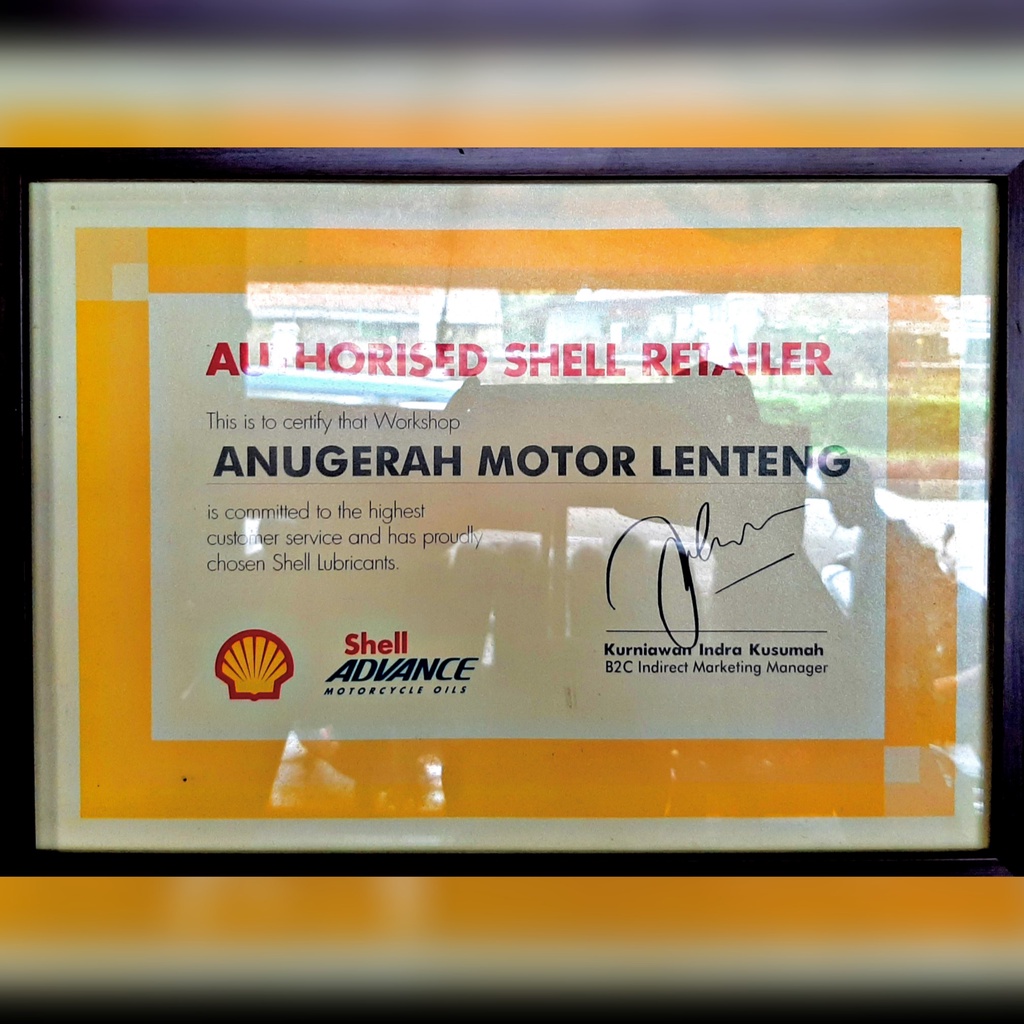 AUTHORISED SHELL RETAILER
This is to certify that Workshop
ANUGERAH MOTOR LENTENG
is committed to the highest
customer service and has proudly
chosen Shell Lubricants.
Shell
ADVANCE
MOTORCYCLE OILS
Kurniawan Indra Kusumah
B2C Indirect Marketing Manager